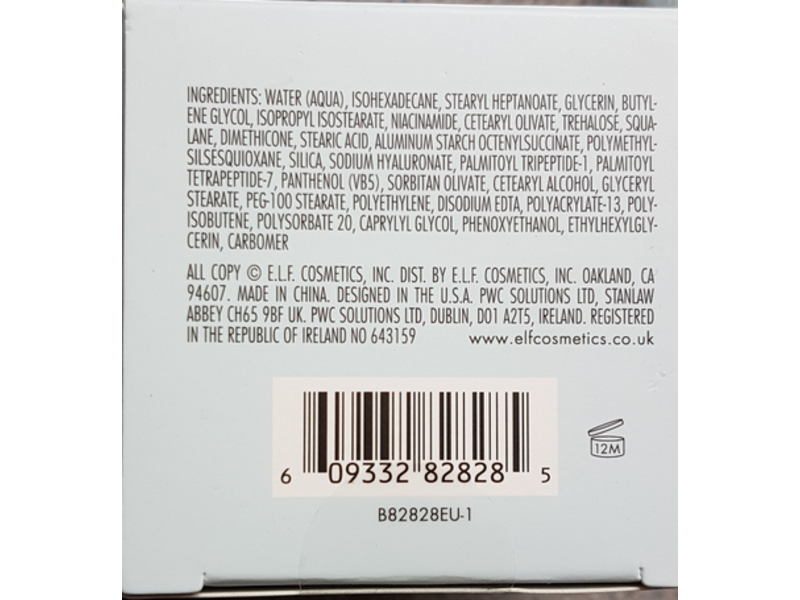 INGREDIENTS: WATER (AQUA), ISOHEXADECANE, STEARYL HEPTANOATE, GLYCERIN, BUTYL-
ENE GLYCOL, ISOPROPYL ISOSTEARATE, NIACINAMIDE, CETEARYL OLIVATE, TREHALOSE, SQUA-
LANE, DIMETHICONE, STEARIC ACID, ALUMINUM STARCH OCTENYLSUCCINATE, POLYMETHYL-
SILSESQUIOXANE, SILICA, SODIUM HYALURONATE, PALMITOYL TRIPEPTIDE-1, PALMITOYL
TETRAPEPTIDE-7, PANTHENOL (VB5), SORBITAN OLIVATE, CETEARYL ALCOHOL, GLYCERYL
STEARATE, PEG-100 STEARATE, POLYETHYLENE, DISODIUM EDTA, POLYACRYLATE-13, POLY-
ISOBUTENE, POLYSORBATE 20, CAPRYLYL GLYCOL, PHENOXYETHANOL, ETHYLHEXYLGLY-
CERIN, CARBOMER
ALL COPY © E.L.F. COSMETICS, INC. DIST. BY E.L.F. COSMETICS, INC. OAKLAND, CA
94607. MADE IN CHINA. DESIGNED IN THE U.S.A. PWC SOLUTIONS LTD, STANLAW
ABBEY CH65 9BF UK. PWC SOLUTIONS LTD, DUBLIN, D01 A2T5, IRELAND. REGISTERED
IN THE REPUBLIC OF IRELAND NO 643159 www.elfcosmetics.co.uk
12M
6 09332 82828 5
B82828EU-1